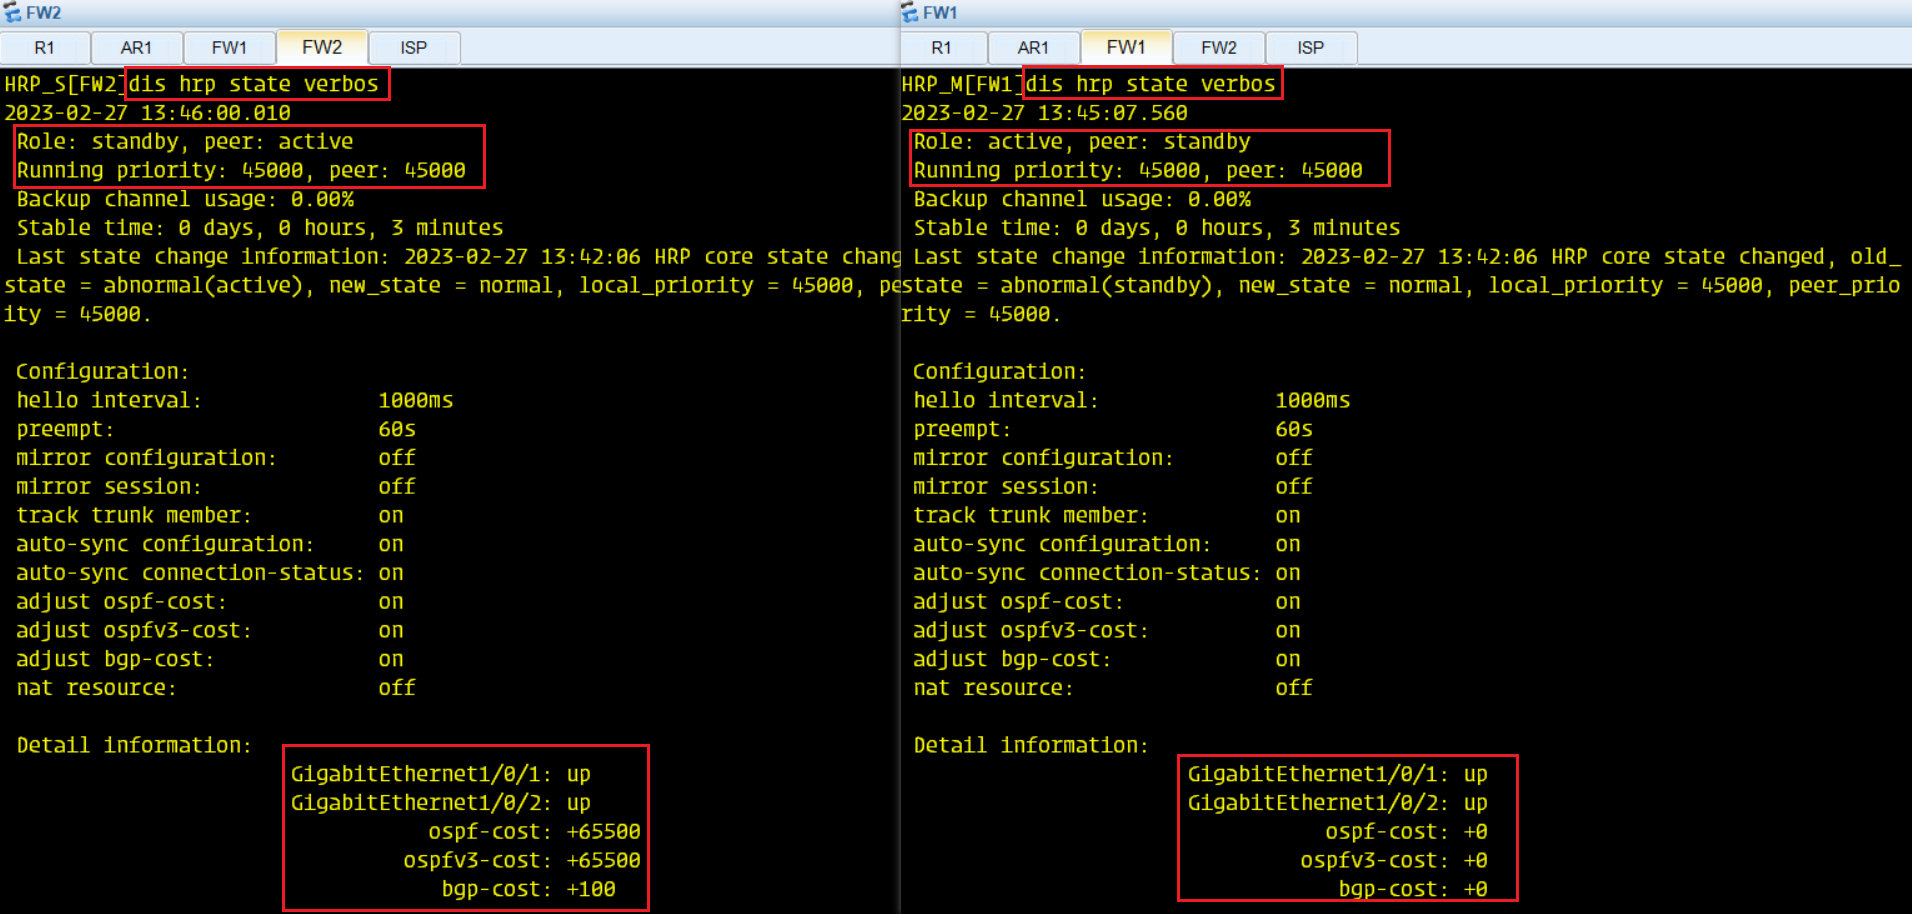 FW2
R1 AR1 FW1 FW2 ISP
HRP_S[FW2]dis hrp state verbos
2023-02-27 13:46:00.010
Role: standby, peer: active
Running priority: 45000, peer: 45000
Backup channel usage: 0.00%
Stable time: 0 days, 0 hours, 3 minutes
Last state change information: 2023-02-27 13:42:06 HRP core state chang
state = abnormal(active), new_state = normal, local_priority = 45000, pe
ity = 45000.
Configuration:
hello interval: 1000ms
preempt: 60s
mirror configuration: off
mirror session: off
track trunk member: on
auto-sync configuration: on
auto-sync connection-status: on
adjust ospf-cost: on
adjust ospfv3-cost: on
adjust bgp-cost: on
nat resource: off
Detail information:
GigabitEthernet1/0/1: up
GigabitEthernet1/0/2: up
ospf-cost: +65500
ospfv3-cost: +65500
bgp-cost: +100
FW1
R1 AR1 FW1 FW2 ISP
HRP_M[FW1]dis hrp state verbos
2023-02-27 13:45:07.560
Role: active, peer: standby
Running priority: 45000, peer: 45000
Backup channel usage: 0.00%
Stable time: 0 days, 0 hours, 3 minutes
Last state change information: 2023-02-27 13:42:06 HRP core state changed, old_
state = abnormal(standby), new_state = normal, local_priority = 45000, peer_prio
rity = 45000.
Configuration:
hello interval: 1000ms
preempt: 60s
mirror configuration: off
mirror session: off
track trunk member: on
auto-sync configuration: on
auto-sync connection-status: on
adjust ospf-cost: on
adjust ospfv3-cost: on
adjust bgp-cost: on
nat resource: off
Detail information:
GigabitEthernet1/0/1: up
GigabitEthernet1/0/2: up
ospf-cost: +0
ospfv3-cost: +0
bgp-cost: +0